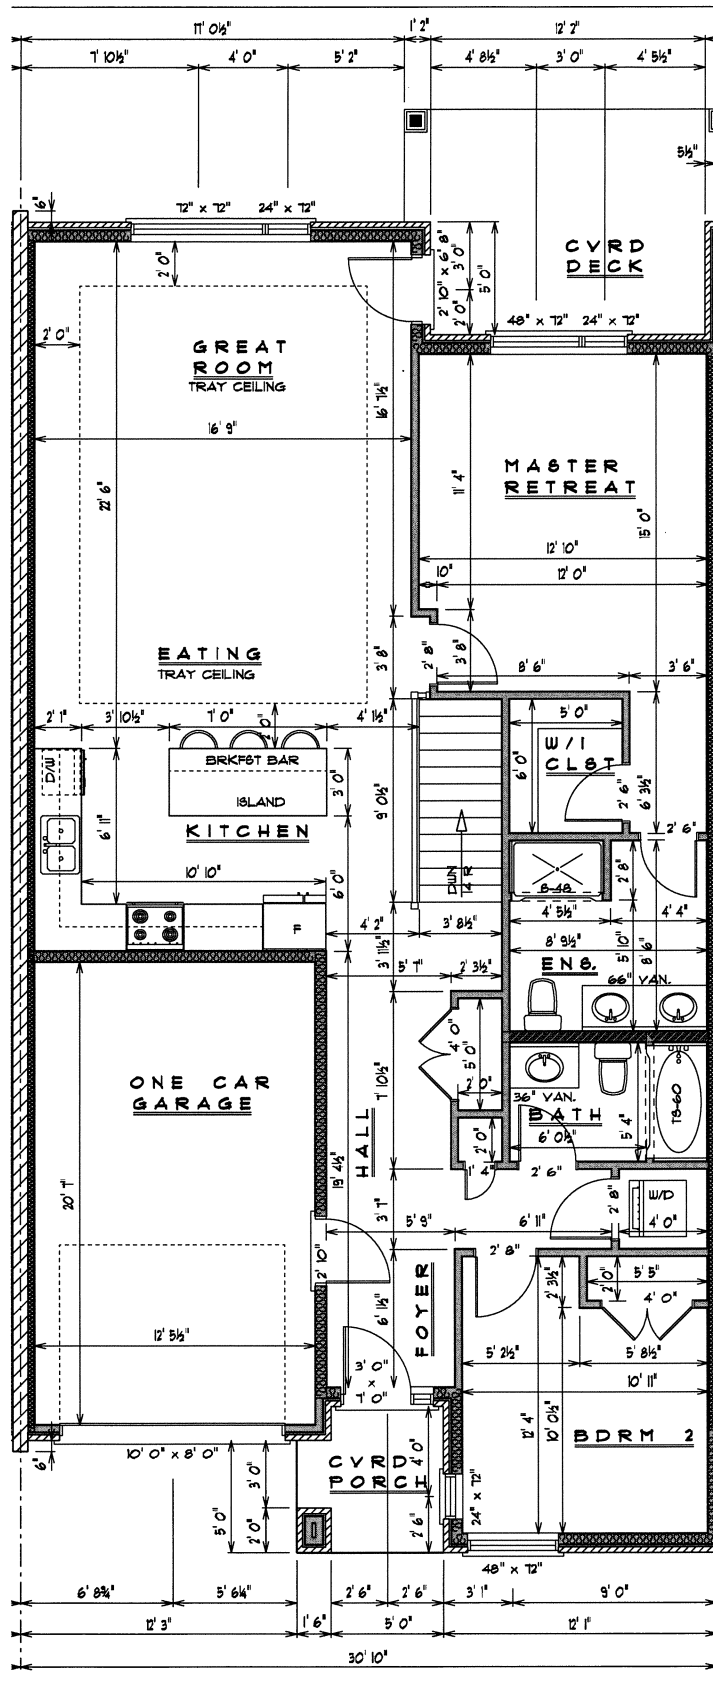 17' 0½"
1' 2"
12' 2"
7' 10½"
4' 0"
5' 2"
4' 8½"
3' 0"
4' 5½"
5½"
6"
72" x 72"
24" x 72"
2' 0"
2' 10" x 6' 8"
3' 0"
2' 0"
5' 0"
CVRD
DECK
48" x 72"
24" x 72"
2' 0"
GREAT
ROOM
TRAY CEILING
16' 7½"
16' 9"
22' 6"
11' 4"
MASTER
RETREAT
15' 0"
12' 10"
10"
12' 0"
EATING
TRAY CEILING
3' 8"
2' 8"
3' 8"
8' 6"
3' 6"
2' 1"
3' 10½"
7' 0"
2' 0"
4' 1½"
5' 0"
D/W
BRKFST BAR
ISLAND
3' 0"
9' 0½"
6' 0"
W/I
CLST
2' 6"
6' 3½"
6' 11"
KITCHEN
2' 6"
10' 10"
6' 0"
DWN
14 R
8-48
2' 8"
4' 2"
3' 8½"
4' 5½"
4' 4"
F
3' 11½"
8' 9½"
5' 10"
8' 6"
5' 7"
2' 3½"
ENS.
66" VAN.
4' 0"
5' 0"
7' 10½"
2' 0"
ONE CAR
GARAGE
36" VAN.
BATH
TS-60
6' 0½"
5' 4"
HALL
2' 0"
19' 4½"
1' 4"
2' 6"
20' 7"
3' 7"
2' 8"
W/D
5' 9"
6' 11"
4' 0"
2' 10"
2' 8"
FOYER
6' 1½"
2' 3½"
2' 0"
5' 5"
4' 0"
12' 5½"
3' 0"
x
7' 0"
5' 2½"
5' 8½"
10' 11"
12' 4"
10' 0½"
BDRM 2
10' 0" x 8' 0"
6"
CVRD
PORCH
4' 0"
24" x 72"
5' 0"
3' 0"
2' 0"
2' 6"
48" x 72"
6' 8¾"
5' 6¼"
2' 6"
2' 6"
3' 1"
9' 0"
12' 3"
1' 6"
5' 0"
12' 1"
30' 10"